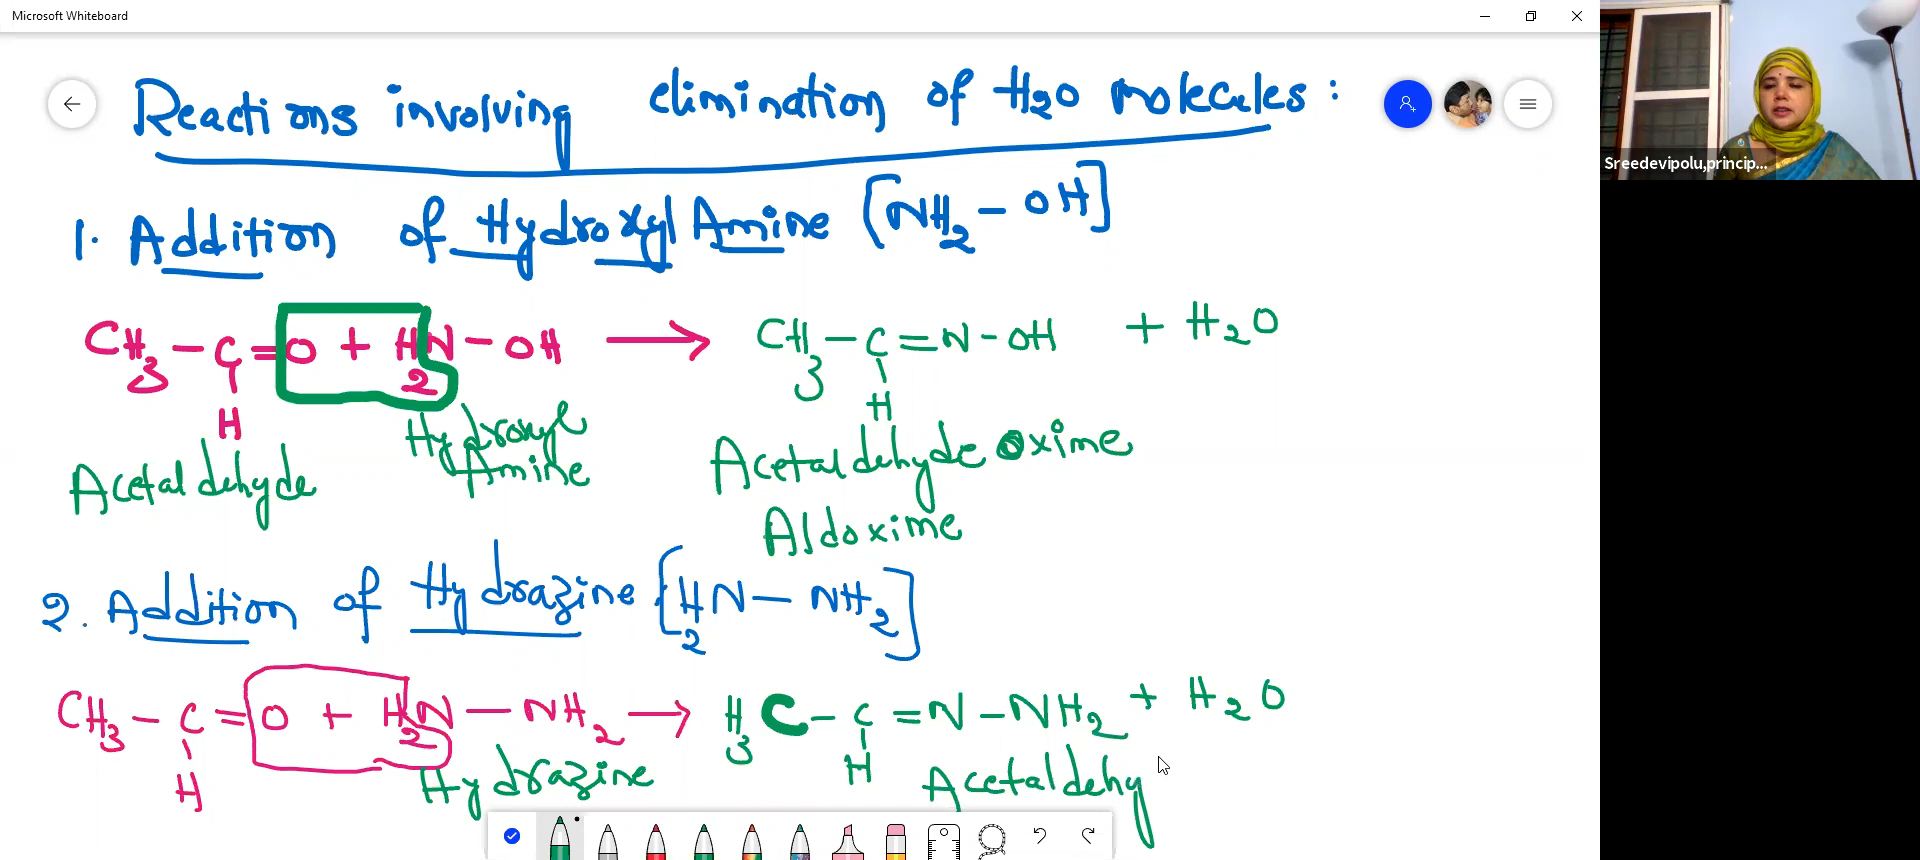 Microsoft Whiteboard
Reactions involving elimination of H2O molecules :
Sreedevipolu,princip...
1. Addition of Hydroxyl Amine [NH2 - OH]
CH3 - C = O + H2N - OH → CH3 - C = N - OH + H2O
H H
Acetaldehyde Hydroxyl Amine Acetaldehyde Oxime
Aldoxime
2. Addition of Hydrazine [H2N - NH2]
CH3 - C = O + H2N - NH2 → H3C - C = N - NH2 + H2O
H H
Hydrazine Acetaldehy